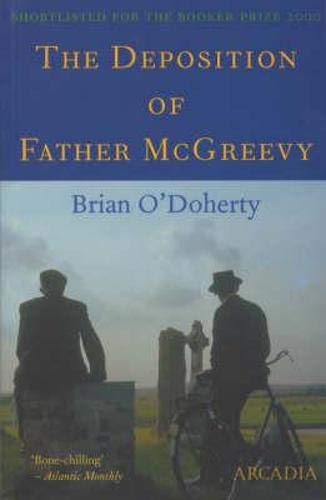 SHORTLISTED FOR THE BOOKER PRIZE 2000
THE DEPOSITION
OF
FATHER MCGREEVY
Brian O'Doherty
'Bone-chilling'
– Atlantic Monthly
ARCADIA